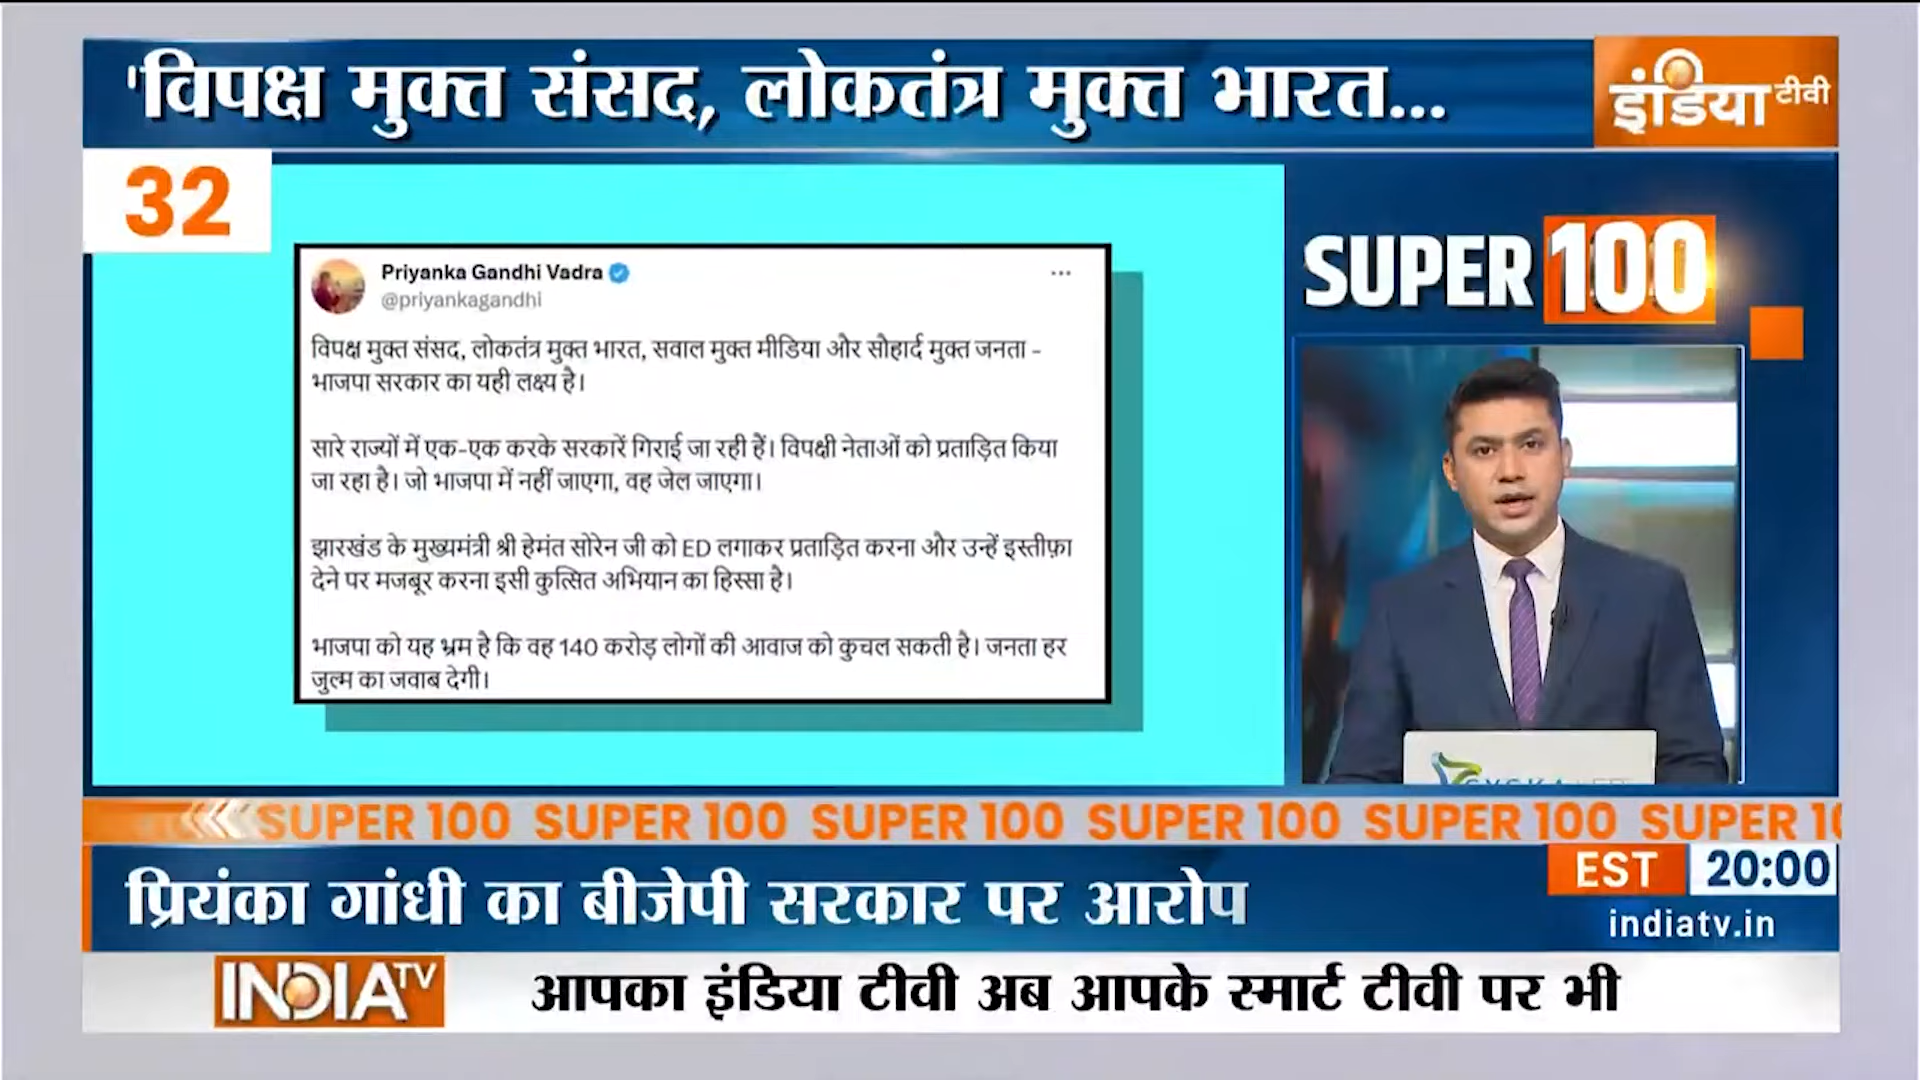 'विपक्ष मुक्त संसद, लोकतंत्र मुक्त भारत...
इंडिया टीवी
32
SUPER 100
Priyanka Gandhi Vadra
@priyankagandhi
विपक्ष मुक्त संसद, लोकतंत्र मुक्त भारत, सवाल मुक्त मीडिया और सोहार्द मुक्त जनता -
भाजपा सरकार का यही लक्ष्य है।
सारे राज्यों में एक-एक करके सरकारें गिराई जा रही हैं। विपक्षी नेताओं को प्रताड़ित किया
जा रहा है। जो भाजपा में नहीं जाएगा, वह जेल जाएगा।
झारखंड के मुख्यमंत्री श्री हेमंत सोरेन जी को ED लगाकर प्रताड़ित करना और उन्हें इस्तीफ़ा
देने पर मजबूर करना इसी कुत्सित अभियान का हिस्सा है।
भाजपा को यह भ्रम है कि वह 140 करोड़ लोगों की आवाज को कुचल सकती है। जनता हर
जुल्म का जवाब देगी।
SUPER 100 SUPER 100 SUPER 100 SUPER 100 SUPER 100 SUPER 10
प्रियंका गांधी का बीजेपी सरकार पर आरोप
EST 20:00
indiatv.in
INDIA TV
आपका इंडिया टीवी अब आपके स्मार्ट टीवी पर भी